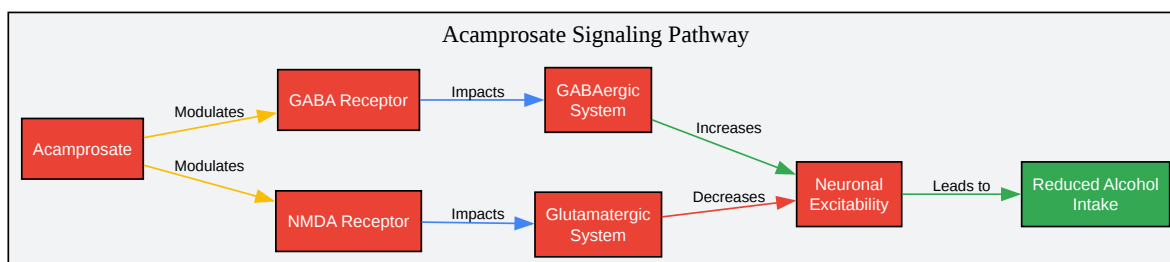 Acamprosate Signaling Pathway
Acamprosate
Modulates
Modulates
GABA Receptor
NMDA Receptor
Impacts
Impacts
GABAergic
System
Glutamatergic
System
Increases
Decreases
Neuronal
Excitability
Leads to
Reduced Alcohol
Intake